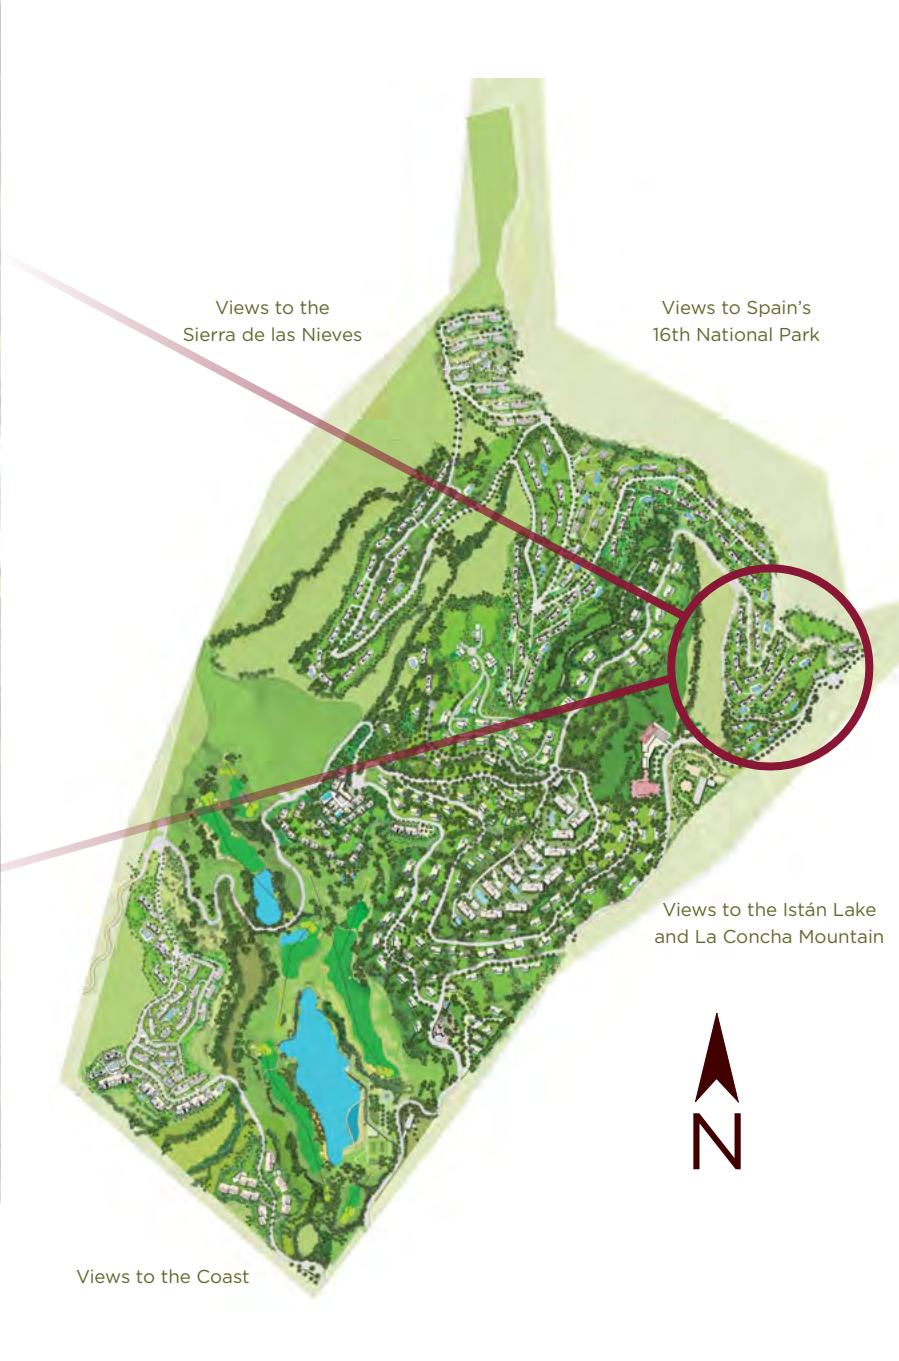 Views to the
Sierra de las Nieves
Views to Spain's
16th National Park
Views to the Istán Lake
and La Concha Mountain
N
Views to the Coast